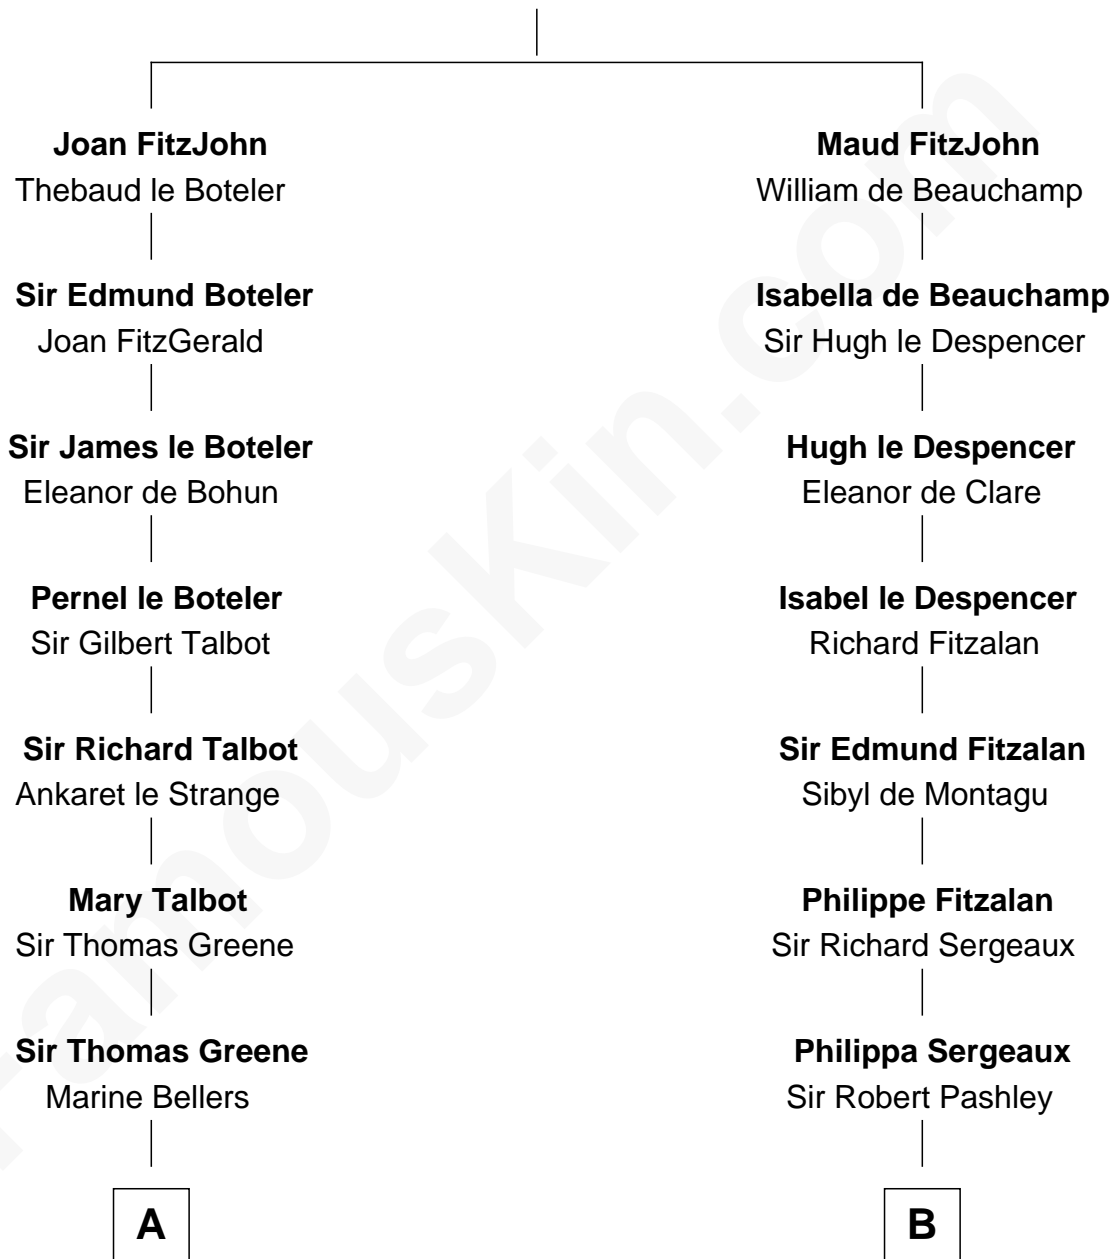 Joan FitzJohn
Thebaud le Boteler
Sir Edmund Boteler
Joan FitzGerald
Sir James le Boteler
Eleanor de Bohun
Pernel le Boteler
Sir Gilbert Talbot
Sir Richard Talbot
Ankaret le Strange
Mary Talbot
Sir Thomas Greene
Sir Thomas Greene
Marine Bellers
A
Maud FitzJohn
William de Beauchamp
Isabella de Beauchamp
Sir Hugh le Despencer
Hugh le Despencer
Eleanor de Clare
Isabel le Despencer
Richard Fitzalan
Sir Edmund Fitzalan
Sibyl de Montagu
Philippe Fitzalan
Sir Richard Sergeaux
Philippa Sergeaux
Sir Robert Pashley
B
FamousKin.com